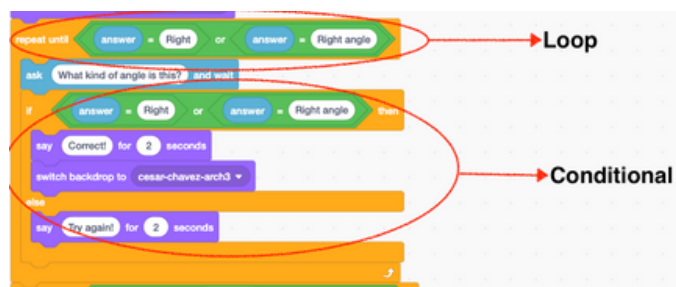 repeat until answer = Right or answer = Right angle
Loop
ask What kind of angle is this? and wait
if answer = Right or answer = Right angle then
say Correct! for 2 seconds
switch backdrop to cesar-chavez-arch3
Conditional
else
say Try again! for 2 seconds